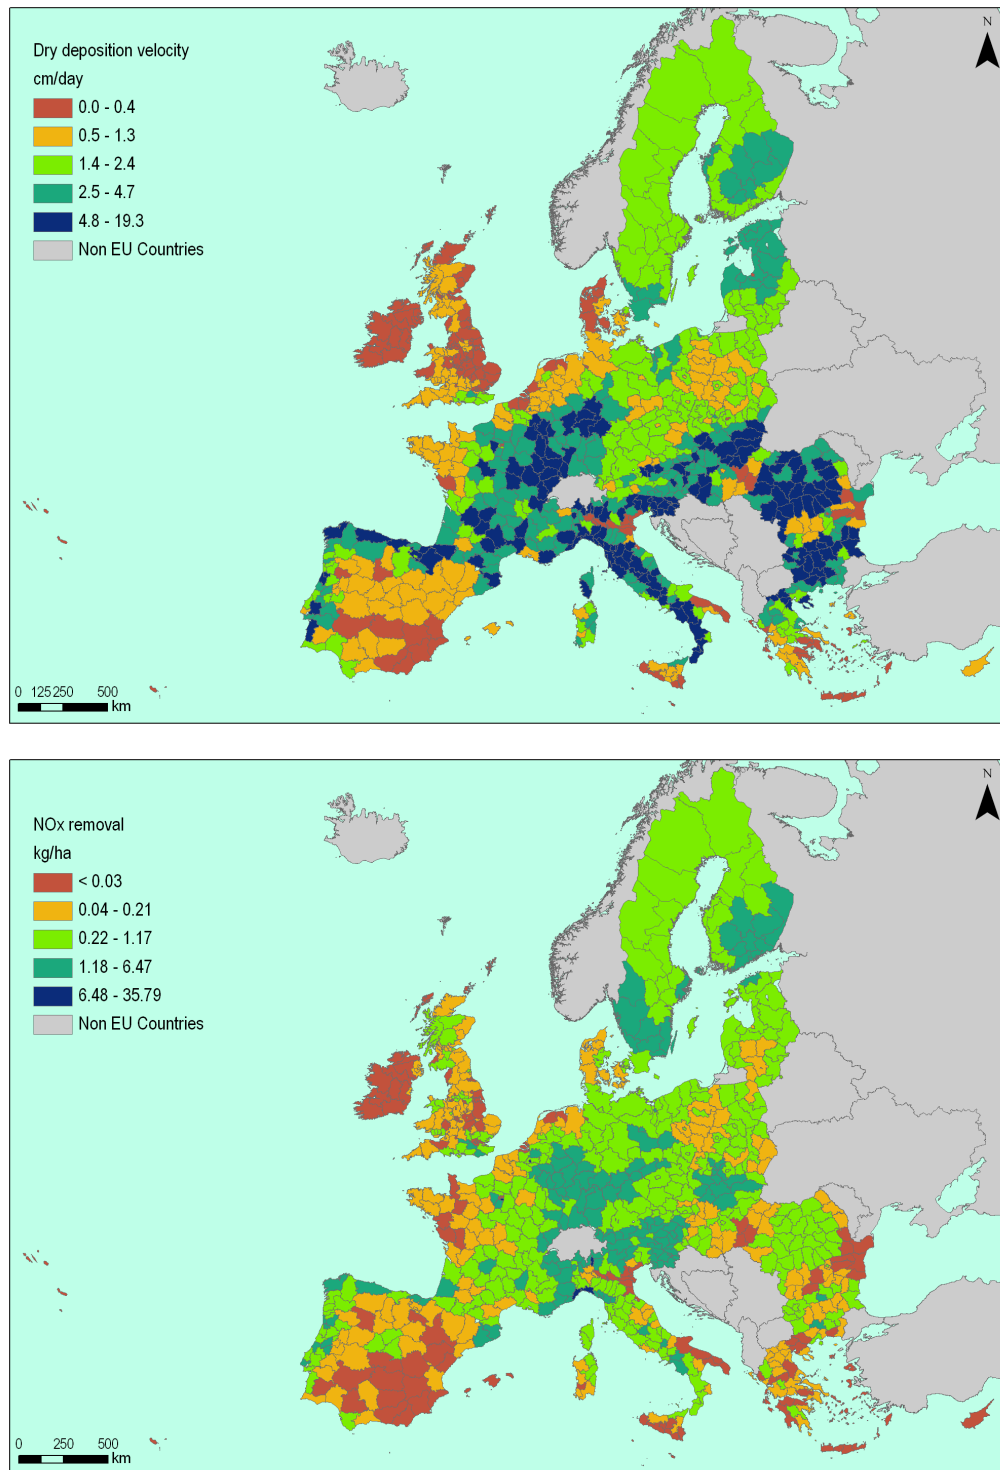 N
Dry deposition velocity
cm/day
0.0 - 0.4
0.5 - 1.3
1.4 - 2.4
2.5 - 4.7
4.8 - 19.3
Non EU Countries
0 125 250 500
km
N
NOx removal
kg/ha
< 0.03
0.04 - 0.21
0.22 - 1.17
1.18 - 6.47
6.48 - 35.79
Non EU Countries
0 250 500
km